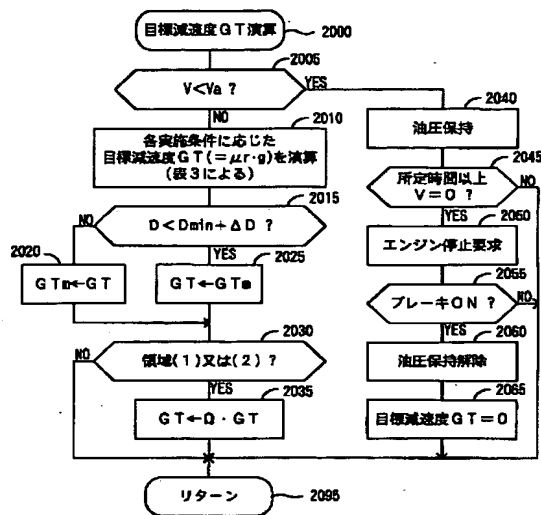 目標減速度GT演算
2000
2005
V<Va ?
YES
NO
2010
各実施条件に応じた
目標減速度GT(=μr·g)を演算
(表3による)
2015
NO
D<Dmin+ΔD ?
2020
YES
2025
GTm←GT
GT←GTm
2030
NO
領域(1)又は(2) ?
YES
2035
GT←Ω·GT
2040
油圧保持
2045
所定時間以上
V=0 ?
NO
YES
2050
エンジン停止要求
2055
ブレーキON ?
NO
YES
2060
油圧保持解除
2065
目標減速度GT=0
リターン
2095